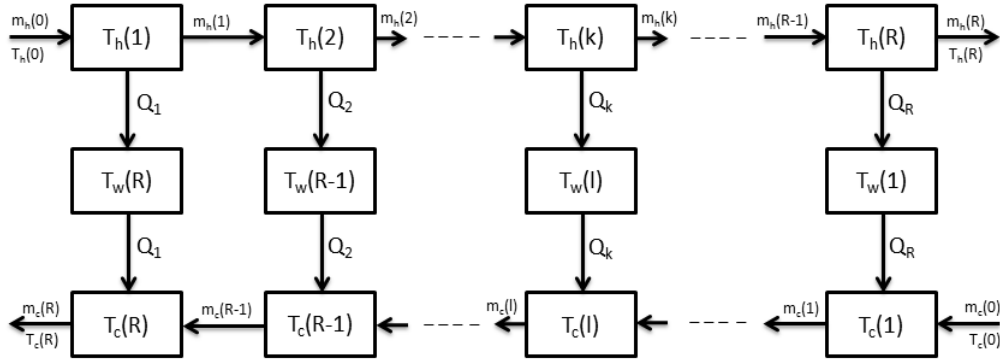 m_h(0) m_h(1) m_h(2) m_h(k) m_h(R-1) m_h(R)
T_h(0) T_h(1) T_h(2) T_h(k) T_h(R) T_h(R)
Q_1 Q_2 Q_k Q_R
T_w(R) T_w(R-1) T_w(l) T_w(1)
Q_1 Q_2 Q_k Q_R
m_c(R) m_c(R-1) m_c(l) m_c(1) m_c(0)
T_c(R) T_c(R) T_c(R-1) T_c(l) T_c(1) T_c(0)